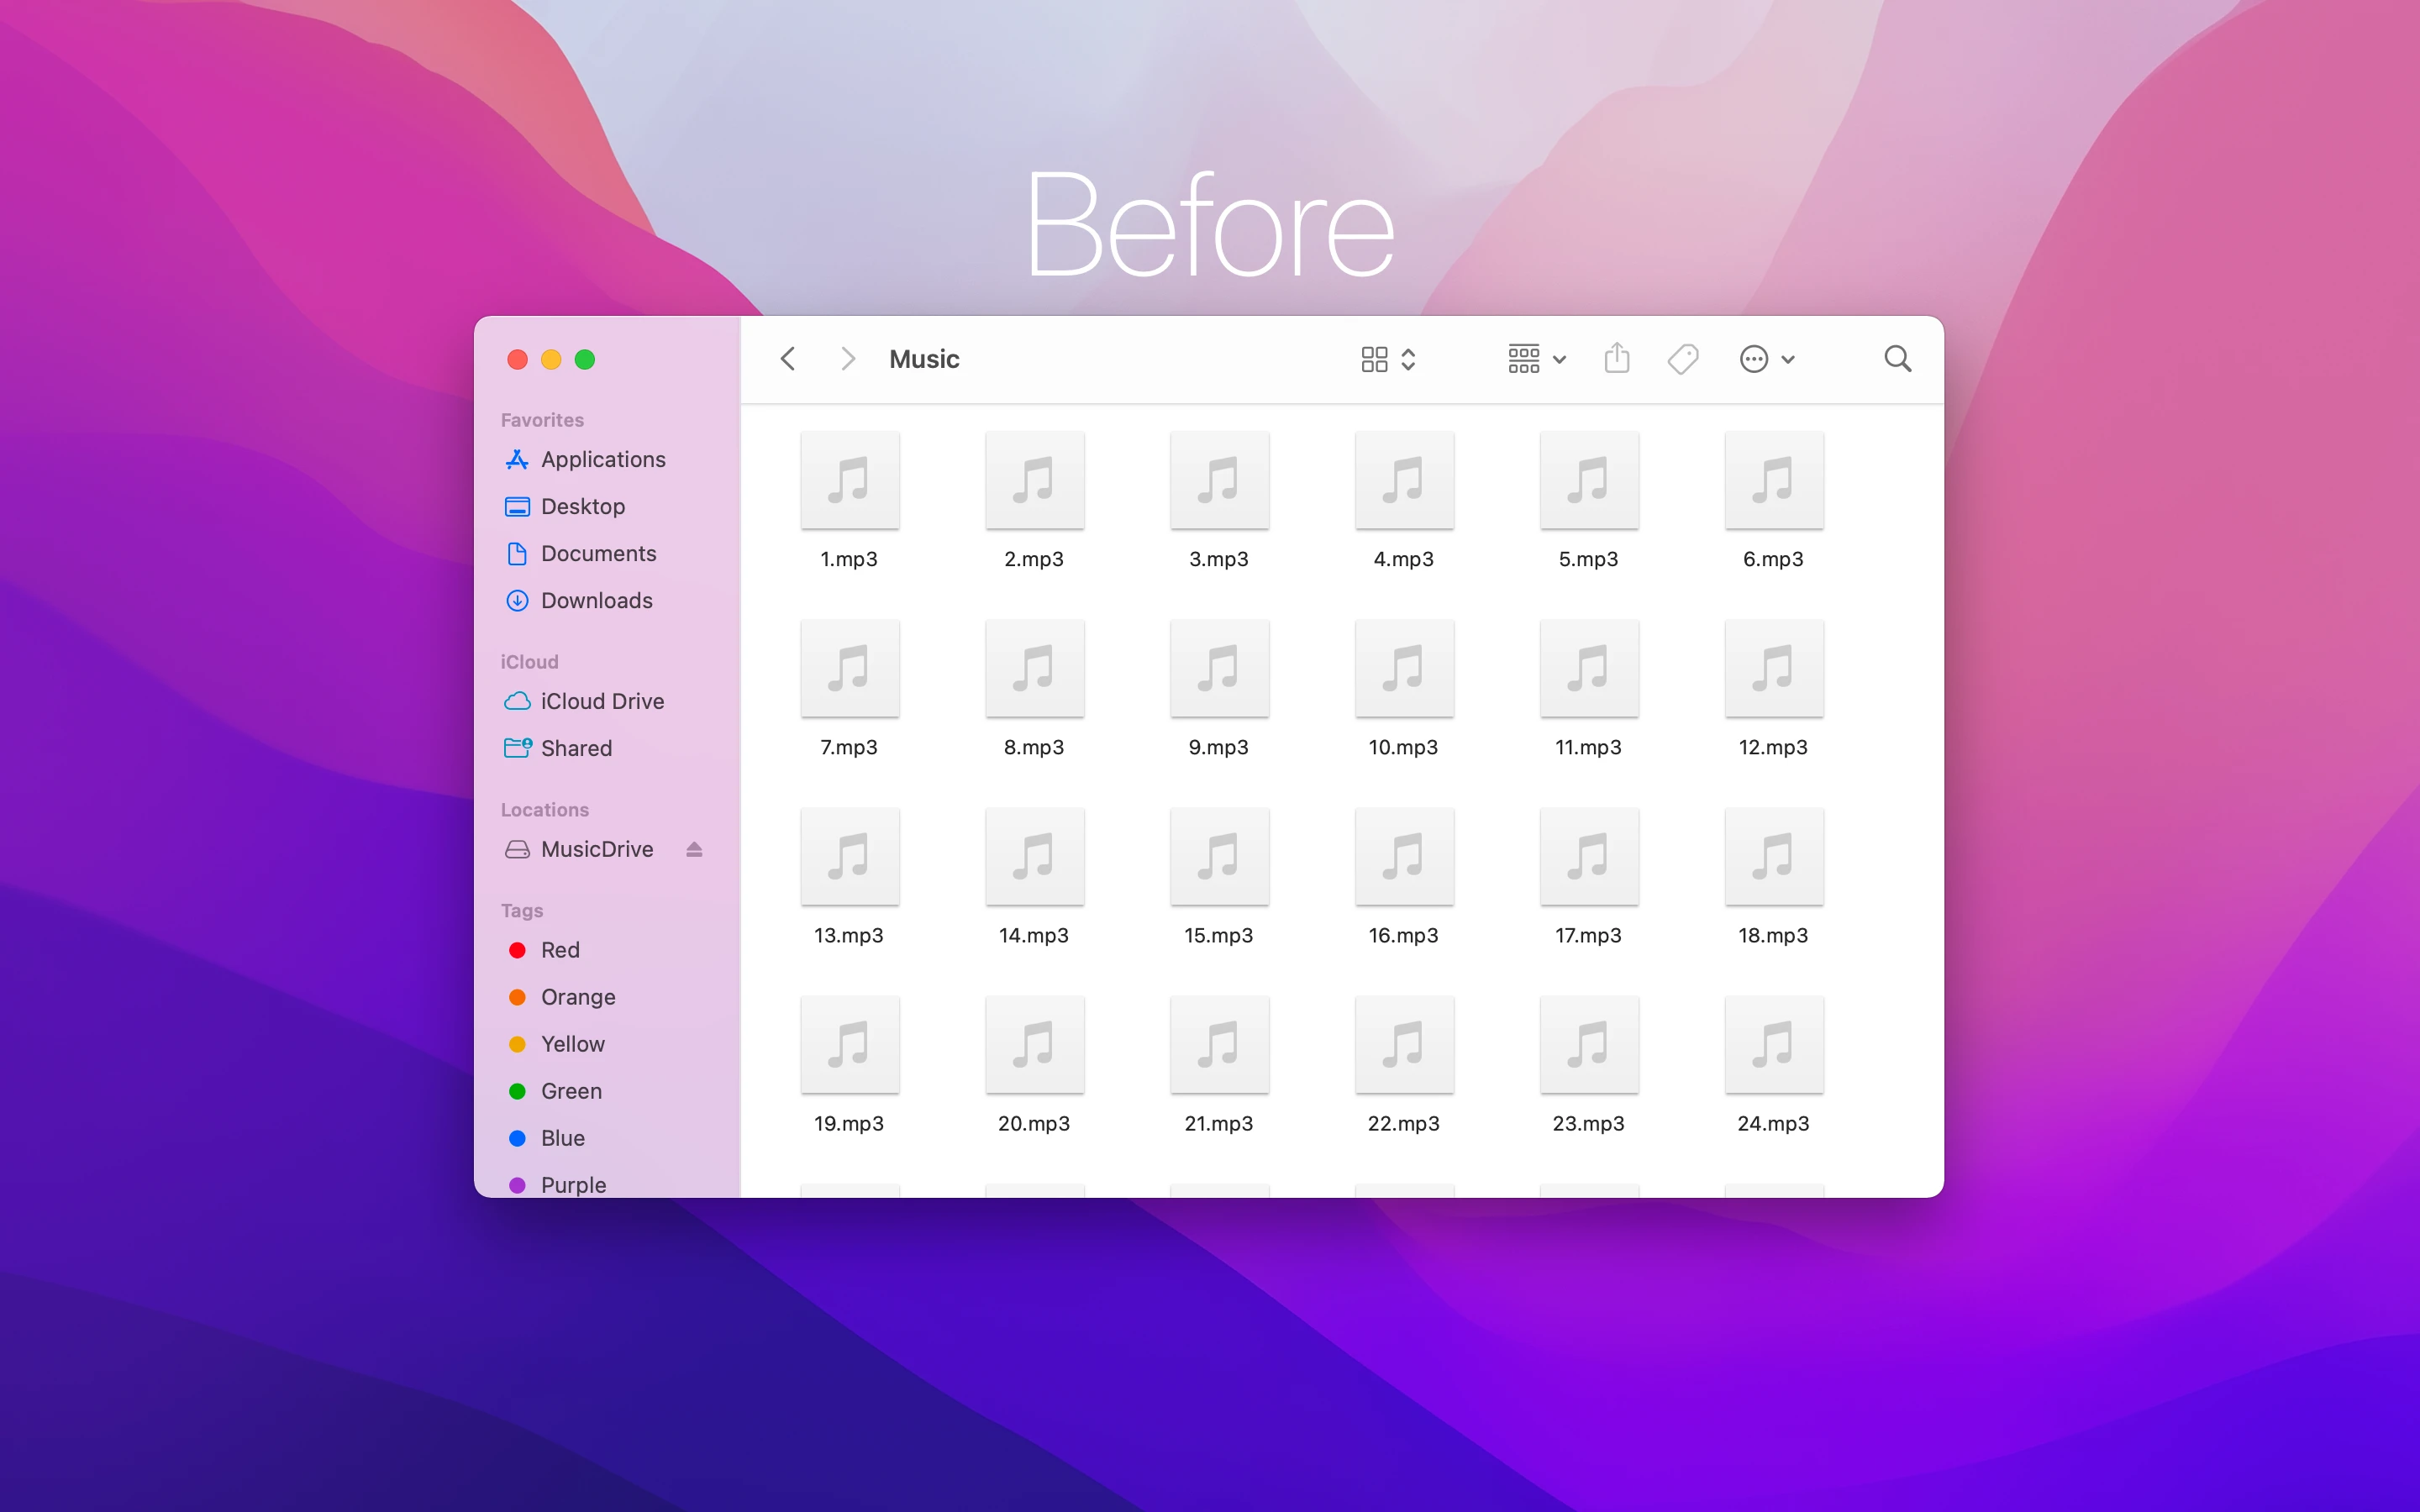 Before
Music
Favorites
Applications
Desktop
Documents
Downloads
iCloud
iCloud Drive
Shared
Locations
MusicDrive
Tags
Red
Orange
Yellow
Green
Blue
Purple
1.mp3 2.mp3 3.mp3 4.mp3 5.mp3 6.mp3
7.mp3 8.mp3 9.mp3 10.mp3 11.mp3 12.mp3
13.mp3 14.mp3 15.mp3 16.mp3 17.mp3 18.mp3
19.mp3 20.mp3 21.mp3 22.mp3 23.mp3 24.mp3